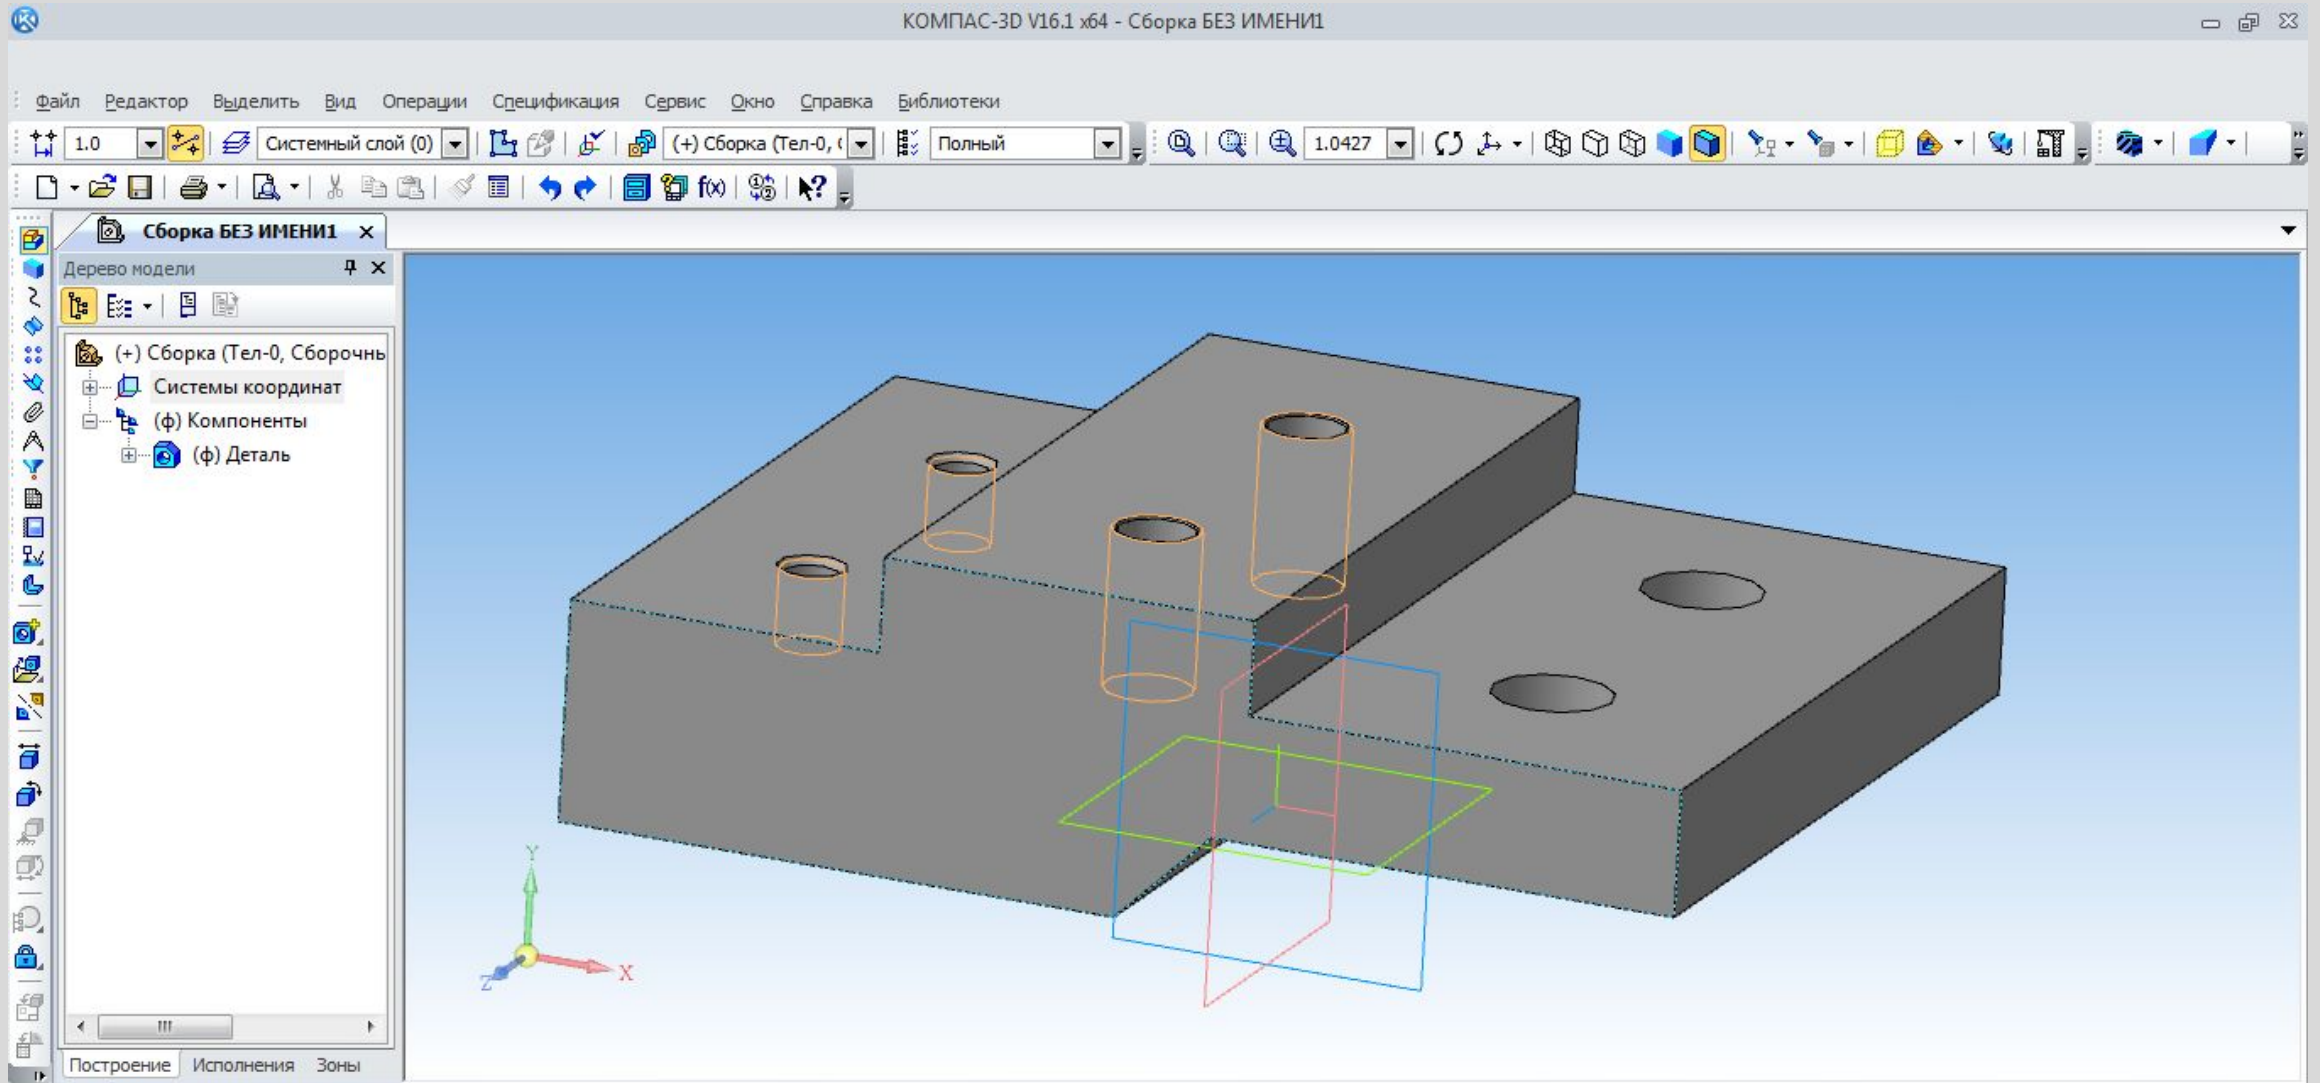 КОМПАС-3D V16.1 x64 - Сборка БЕЗ ИМЕНИ1
Файл Редактор Выделить Вид Операции Спецификация Сервис Окно Справка Библиотеки
1.0 Системный слой (0) (+) Сборка (Тел-0, Полный 1.0427
f(x)
Сборка БЕЗ ИМЕНИ1
Дерево модели
(+) Сборка (Тел-0, Сборочнь
Системы координат
(ф) Компоненты
(ф) Деталь
Y
X
Z
Построение Исполнения Зоны